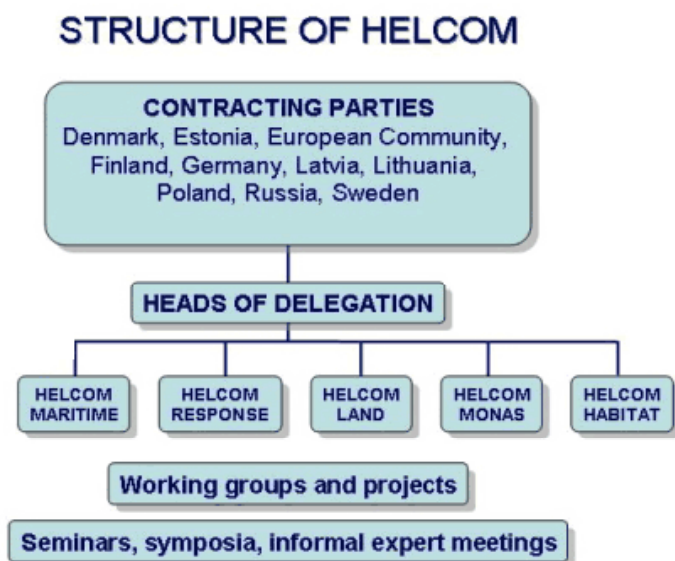 STRUCTURE OF HELCOM
CONTRACTING PARTIES
Denmark, Estonia, European Community,
Finland, Germany, Latvia, Lithuania,
Poland, Russia, Sweden
HEADS OF DELEGATION
HELCOM
MARITIME
HELCOM
RESPONSE
HELCOM
LAND
HELCOM
MONAS
HELCOM
HABITAT
Working groups and projects
Seminars, symposia, informal expert meetings